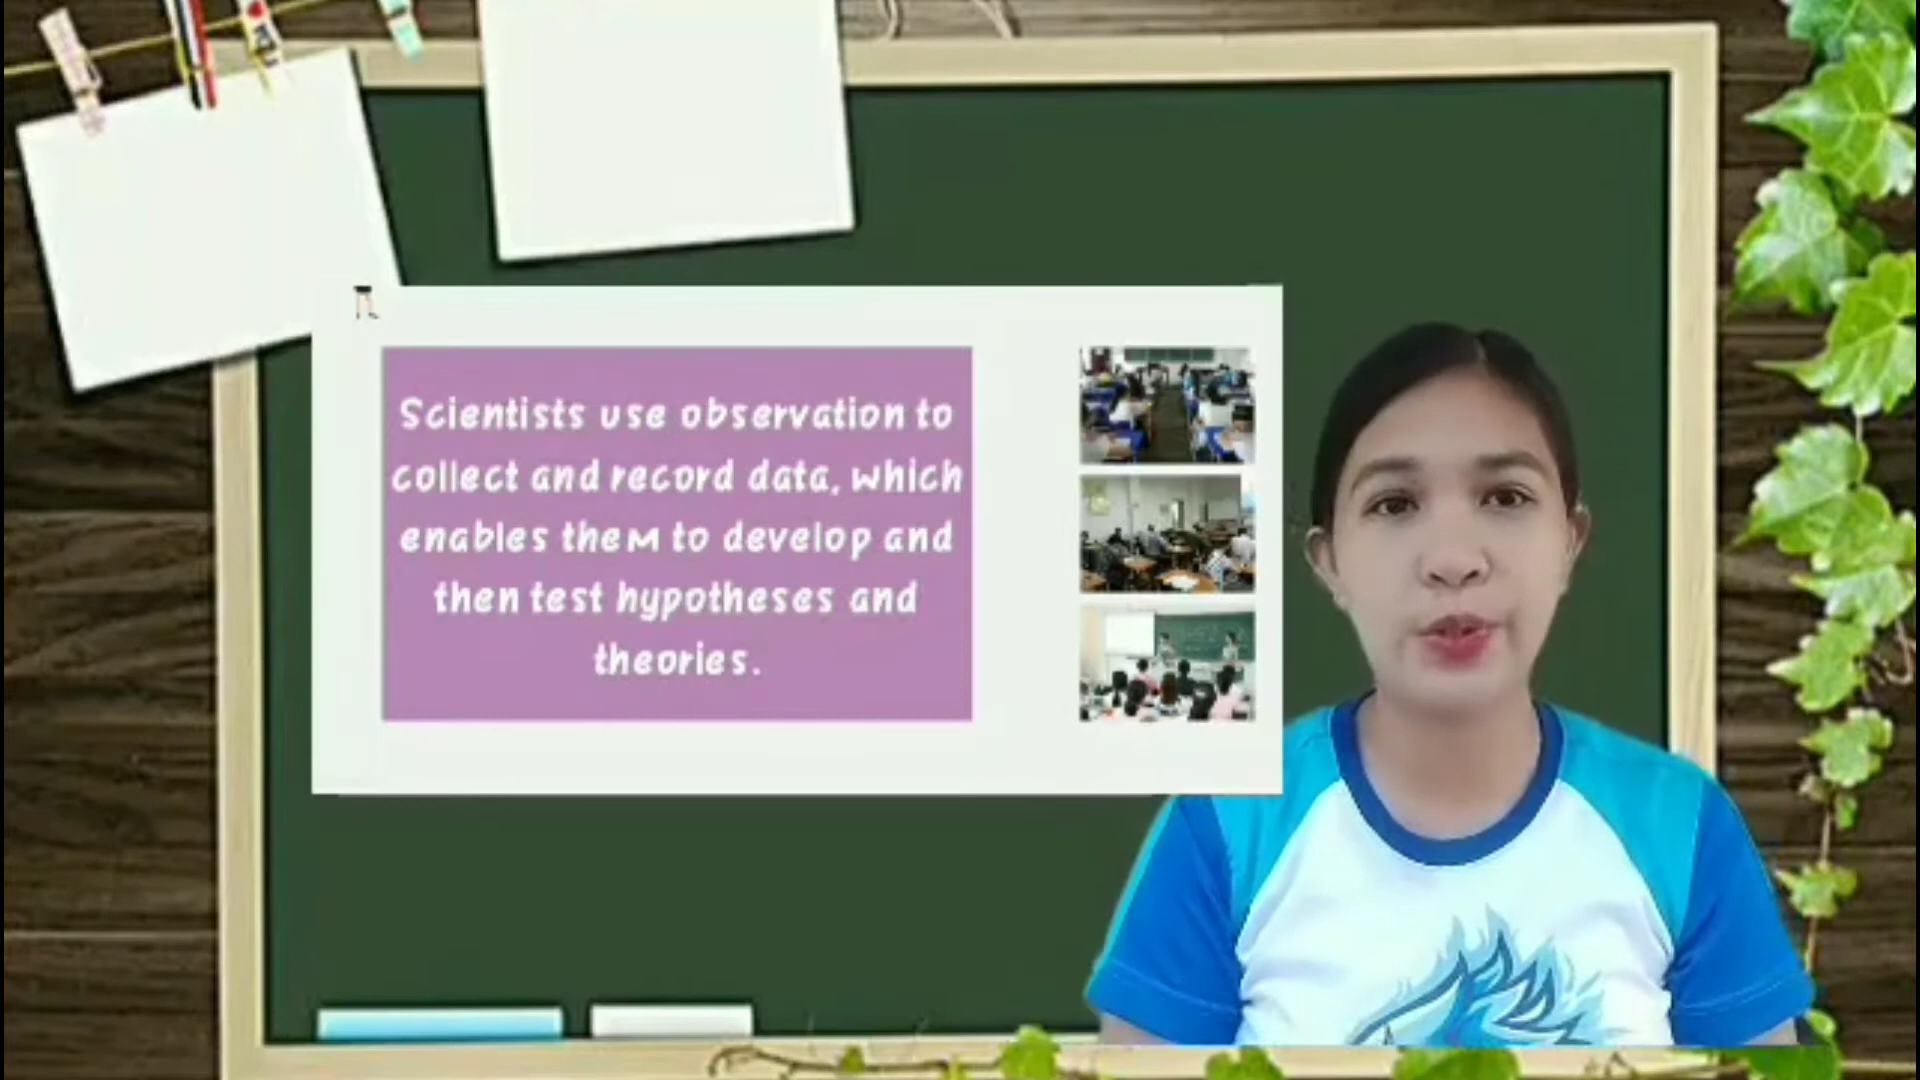 Scientists use observation to
collect and record data, which
enables them to develop and
then test hypotheses and
theories.